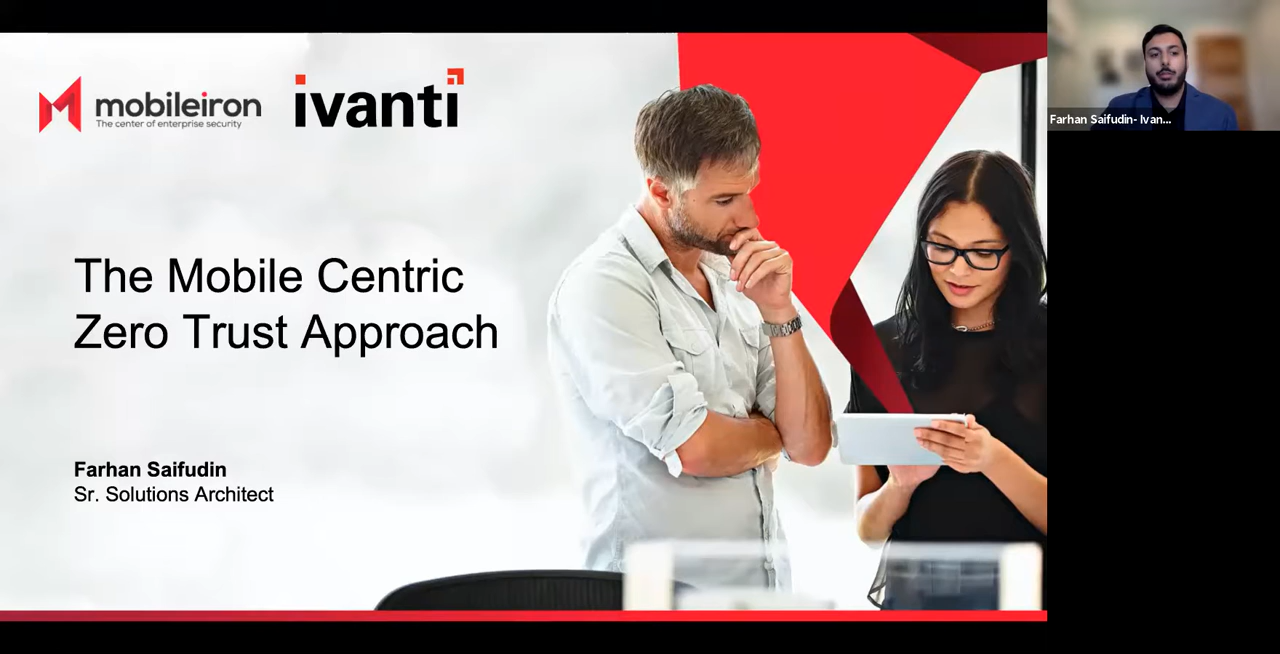 mobileiron
The center of enterprise security
ivanti
The Mobile Centric
Zero Trust Approach
Farhan Saifudin
Sr. Solutions Architect
Farhan Saifudin- Ivan...